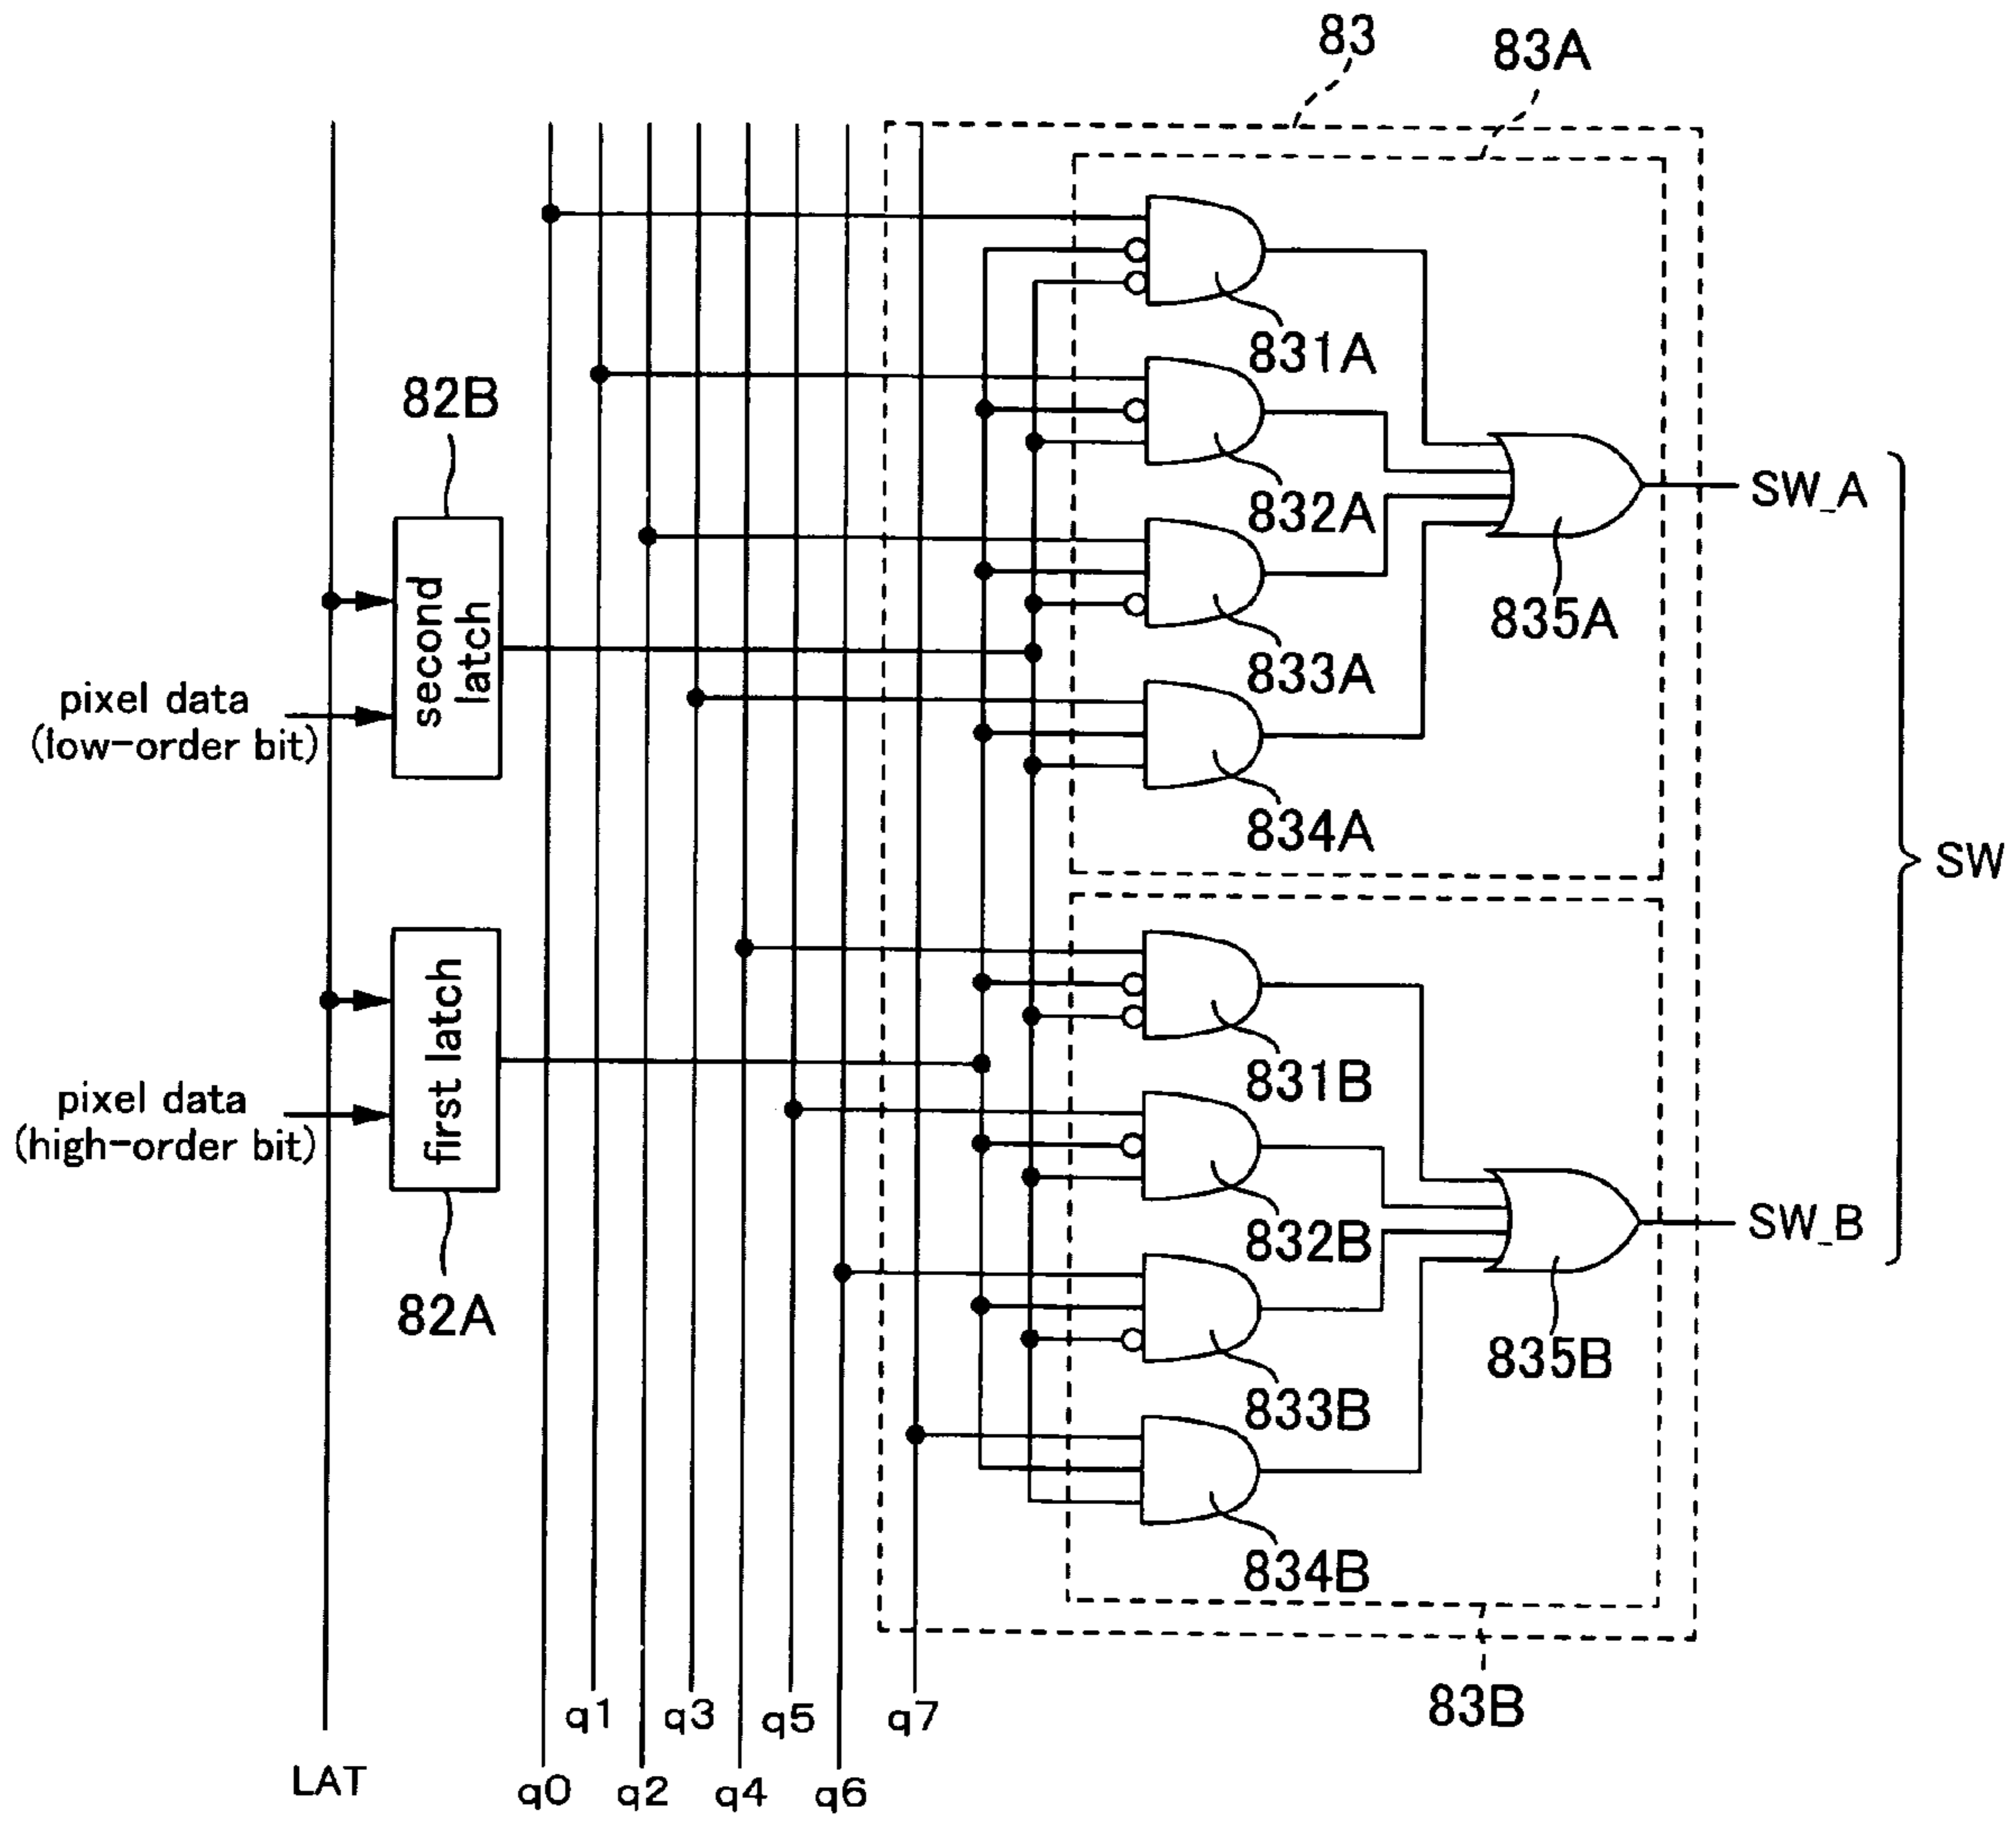 83
83A
831A
82B
832A
SW_A
second
latch
835A
pixel data
(low-order bit)
833A
834A
SW
first latch
831B
pixel data
(high-order bit)
832B
SW_B
82A
835B
833B
834B
q1
q3
q5
q7
83B
LAT
q0
q2
q4
q6